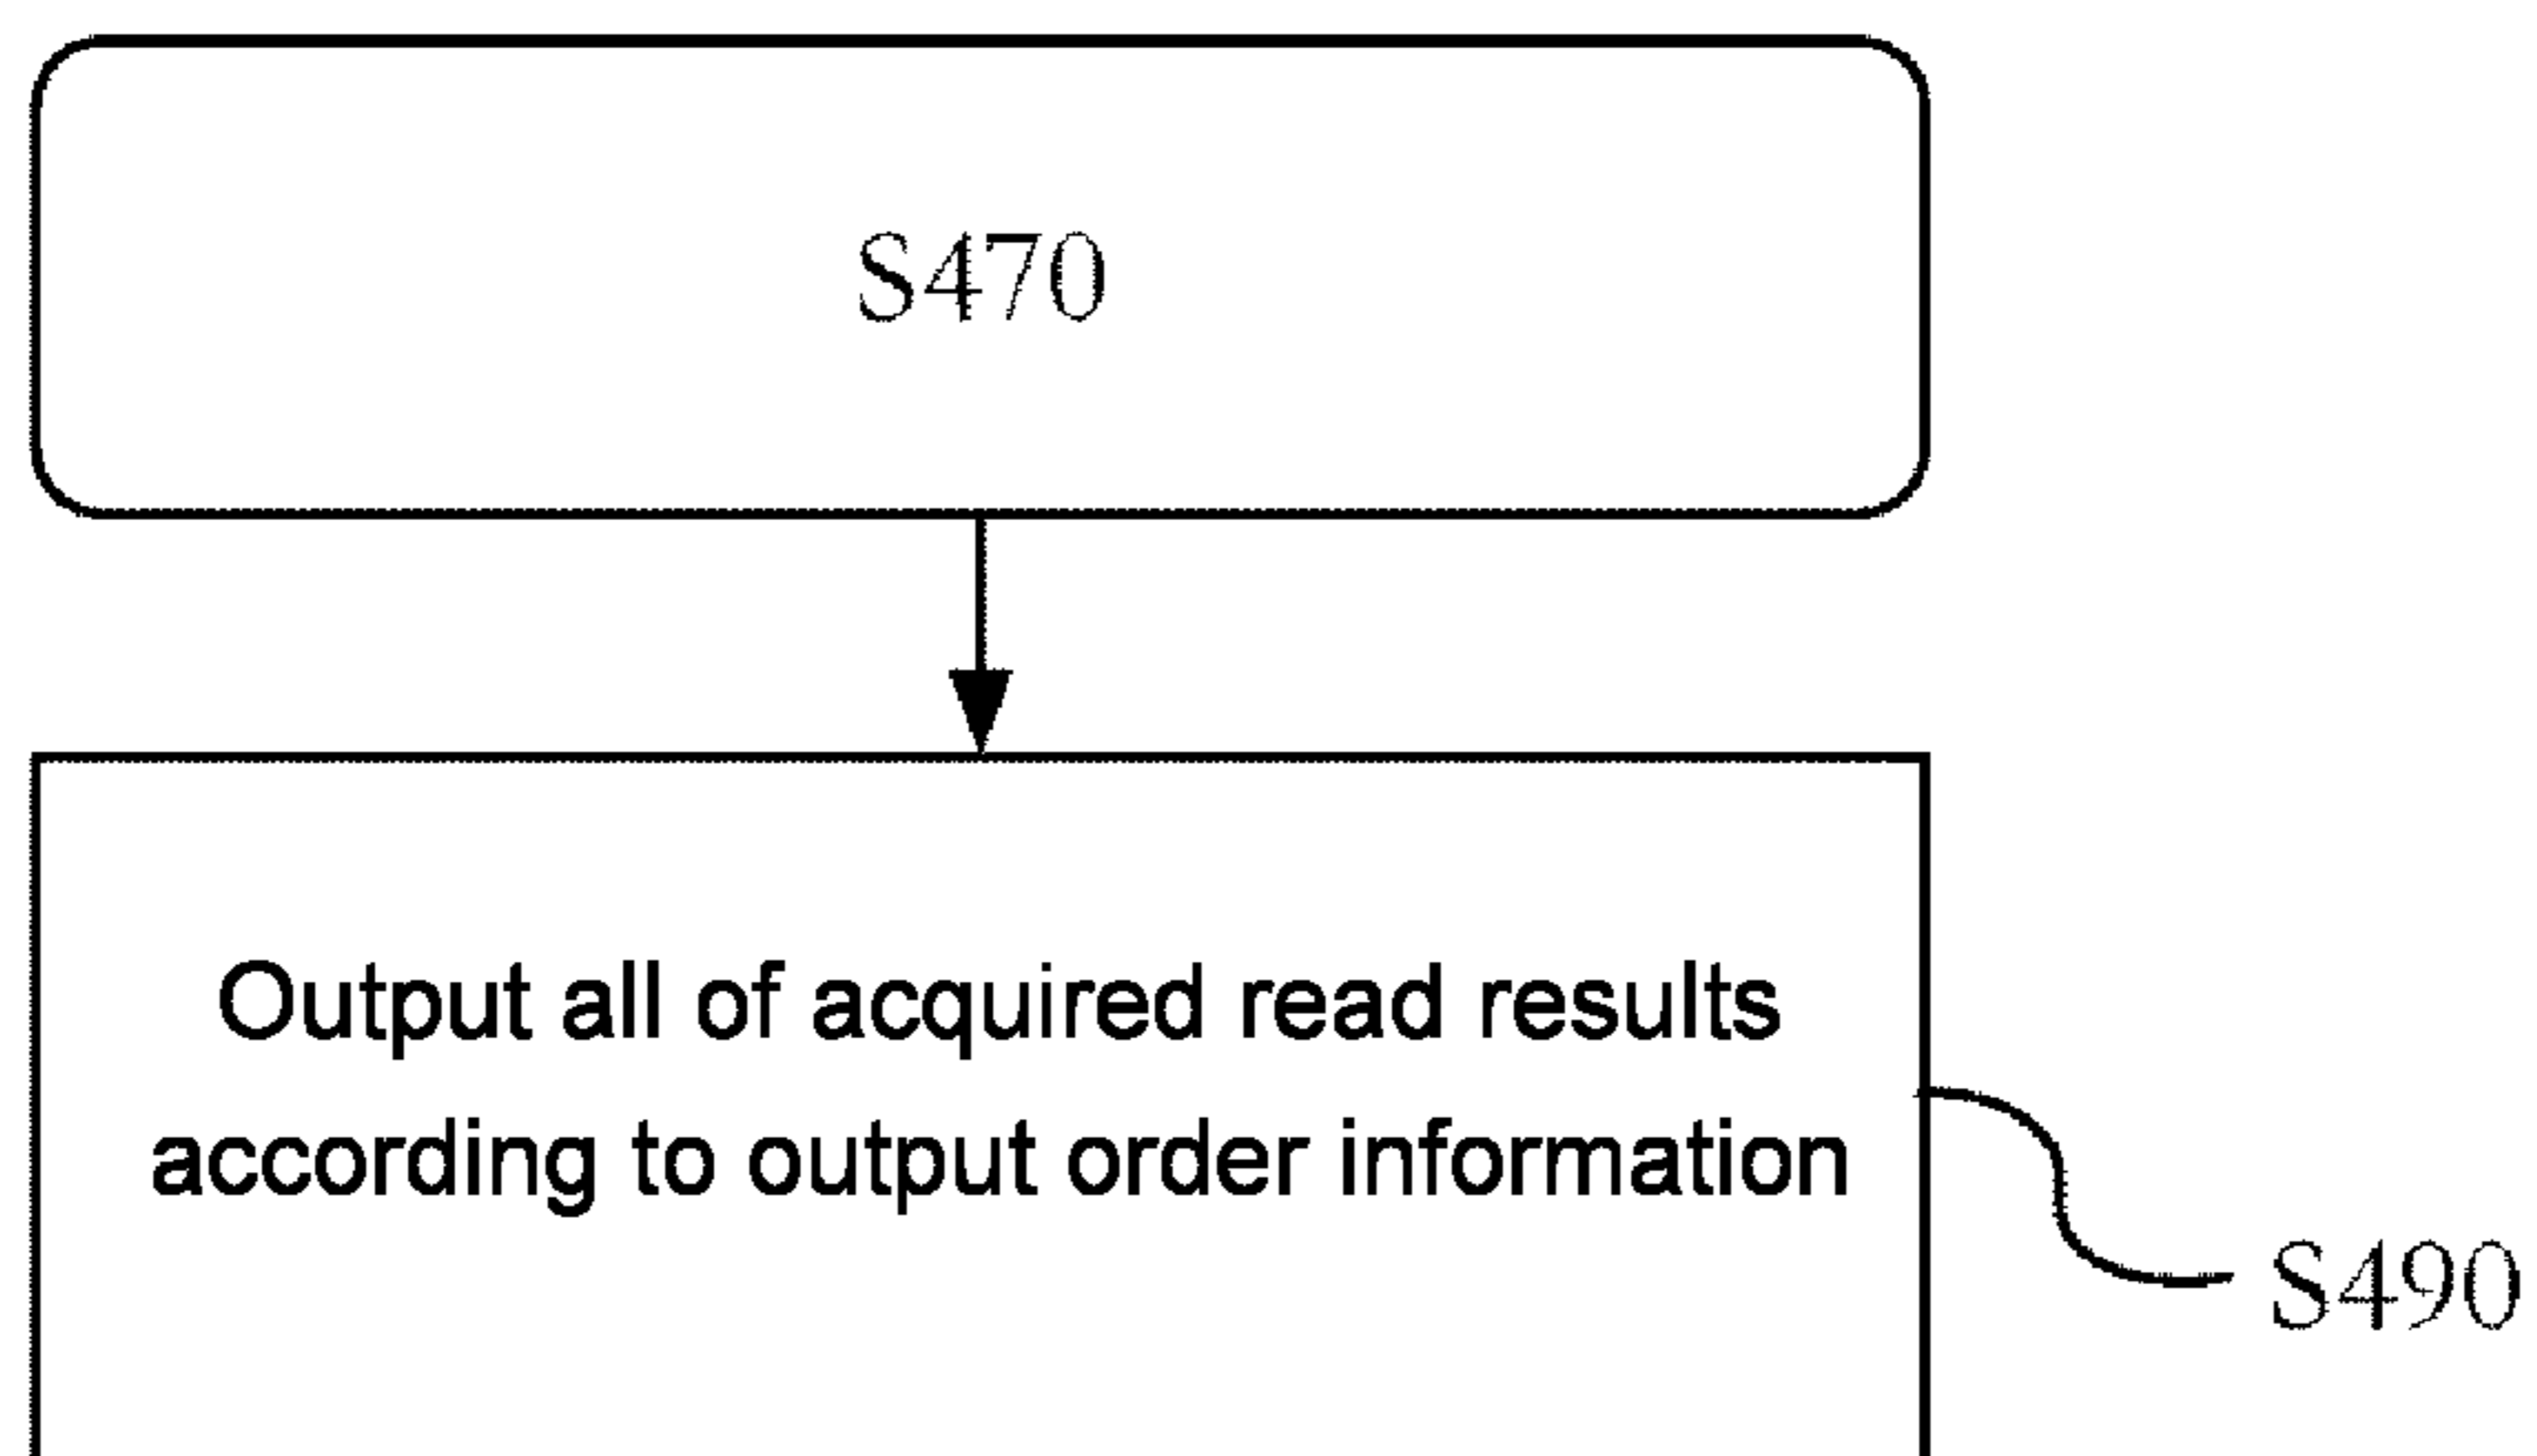 S470
Output all of acquired read results
according to output order information
S490